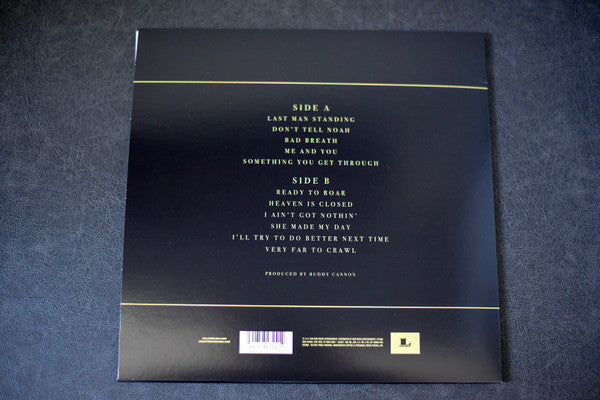 SIDE A
LAST MAN STANDING
DON'T TELL NOAH
BAD BREATH
ME AND YOU
SOMETHING YOU GET THROUGH
SIDE B
READY TO ROAR
HEAVEN IS CLOSED
I AIN'T GOT NOTHIN'
SHE MADE MY DAY
I'LL TRY TO DO BETTER NEXT TIME
VERY FAR TO CRAWL
PRODUCED BY BUDDY CANNON
L